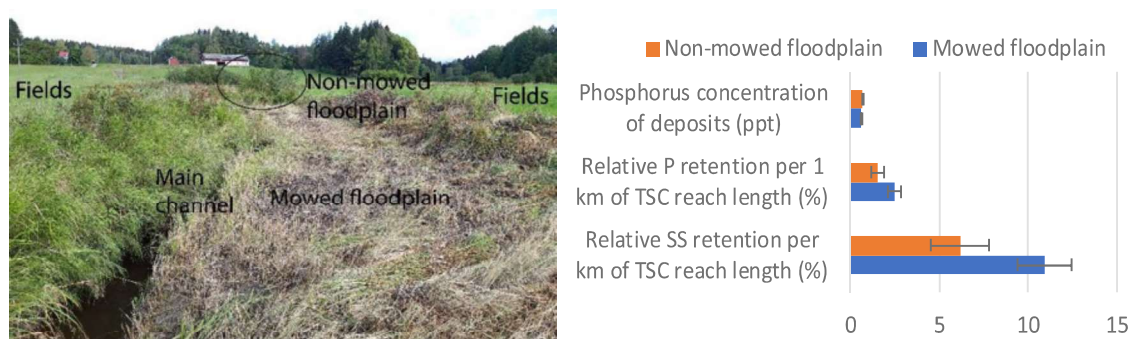 Fields
Non-mowed
floodplain
Fields
Main
channel
Mowed floodplain
Non-mowed floodplain
Mowed floodplain
Phosphorus concentration
of deposits (ppt)
Relative P retention per 1
km of TSC reach length (%)
Relative SS retention per
km of TSC reach length (%)
0
5
10
15